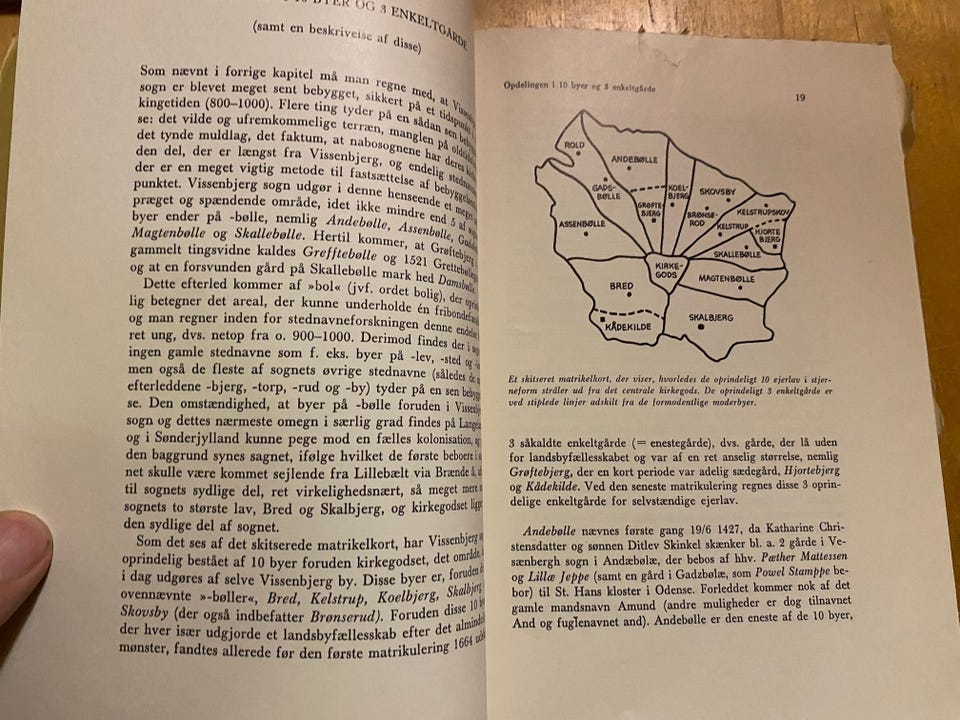 BYER OG 3 ENKELTGÅRDE
(samt en beskrivelse af disse)
Som nævnt i forrige kapitel må man regne med, at
sogn er blevet meget sent bebygget, sikkert på et
kingetiden (800–1000). Flere ting tyder på en sådan sen
se: det vilde og ufremkommelige terræn, manglen på
det tynde muldlag, det faktum, at nabosognene har deres
den del, der er længst fra Vissenbjerg, og endelig
der er en meget vigtig metode til fastsættelse af
punktet. Vissenbjerg sogn udgør i denne henseende et meget
præget og spændende område, idet ikke mindre end 5 af
byer ender på -bølle, nemlig Andebølle, Assenbølle,
Magtenbølle og Skallebølle. Hertil kommer, at Grøftebjerg
gammelt tingsvidne kaldes Grefftebølle og 1521
og at en forsvunden gård på Skallebølle mark hed
Dette efterled kommer af »bol« (jvf. ordet bolig), der
lig betegner det areal, der kunne underholde én
og man regner inden for stednavneforskningen denne
ret ung, dvs. netop fra o. 900–1000. Derimod findes der i
ingen gamle stednavne som f. eks. byer på -lev, -sted og
men også de fleste af sognets øvrige stednavne (således de
efterleddene -bjerg, -torp, -rud og -by) tyder på en sen
se. Den omstændighed, at byer på -bølle foruden i
sogn og dettes nærmeste omegn i særlig grad findes på
og i Sønderjylland kunne pege mod en fælles kolonisation,
den baggrund synes sagnet, ifølge hvilket de første beboere i
net skulle være kommet sejlende fra Lillebælt via Brænde å,
til sognets sydlige del, ret virkelighedsnært, så meget mere
sognets to største lav, Bred og Skalbjerg, og kirkegodset
den sydlige del af sognet.
Som det ses af det skitserede matrikelkort, har Vissenbjerg
oprindelig bestået af 10 byer foruden kirkegodset, det område,
i dag udgøres af selve Vissenbjerg by. Disse byer er, foruden
ovennævnte »-bøller«, Bred, Kelstrup, Koelbjerg, Skalbjerg
Skovsby (der også indbefatter Brønserud). Foruden disse 10
der hver især udgjorde et landsbyfællesskab efter det
mønster, fandtes allerede før den første matrikulering 1664
Opdelingen i 10 byer og 3 enkeltgårde
19
ROLD
ANDEBØLLE
GADS-
BØLLE
KOEL-
BJERG
SKOVSBY
GRØFTE-
BJERG
BRØNSE-
ROD
KELSTRUPSKOV
ASSENBØLLE
KELSTRUP
HJORTE
BJERG
SKALLEBØLLE
KIRKE-
GODS
MAGTENBØLLE
BRED
SKALBJERG
KÅDEKILDE
Et skitseret matrikelkort, der viser, hvorledes de oprindeligt 10 ejerlav i stjer-
neform stråler ud fra det centrale kirkegods. De oprindeligt 3 enkeltgårde er
ved stiplede linjer adskilt fra de formodentlige moderbyer.
3 såkaldte enkeltgårde (= enestegårde), dvs. gårde, der lå uden
for landsbyfællesskabet og var af en ret anselig størrelse, nemlig
Grøftebjerg, der en kort periode var adelig sædegård, Hjortebjerg
og Kådekilde. Ved den seneste matrikulering regnes disse 3 oprin-
delige enkeltgårde for selvstændige ejerlav.
Andebølle nævnes første gang 19/6 1427, da Katharine Chri-
stensdatter og sønnen Ditlev Skinkel skænker bl. a. 2 gårde i Ve-
sænbergh sogn i Andæbølæ, der bebos af hhv. Pæther Mattessen
og Lillæ Jeppe (samt en gård i Gadzbølæ, som Powel Stamppe be-
bor) til St. Hans kloster i Odense. Forleddet kommer nok af det
gamle mandsnavn Amund (andre muligheder er dog tilnavnet
And og fuglenavnet and). Andebølle er den eneste af de 10 byer,